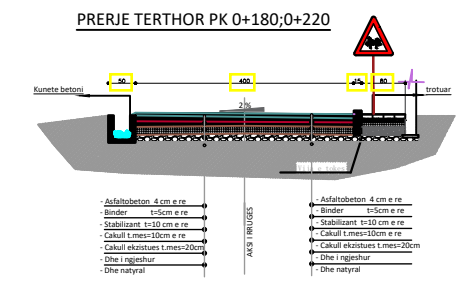 PRERJE TERTHOR PK 0+180;0+220
50 400 15 80
Kunete betoni
trotuar
2 %
AKSI I RRUGES
- Asfaltobeton 4 cm e re
- Binder t=5cm e re
- Stabilizant t=10 cm e re
- Cakull t.mes=10cm e re
- Cakull ekzistues t.mes=20cm
- Dhe i ngjeshur
- Dhe natyral
- Asfaltobeton 4 cm e re
- Binder t=5cm e re
- Stabilizant t=10 cm e re
- Cakull t.mes=10cm e re
- Cakull ekzistues t.mes=20cm
- Dhe i ngjeshur
- Dhe natyral